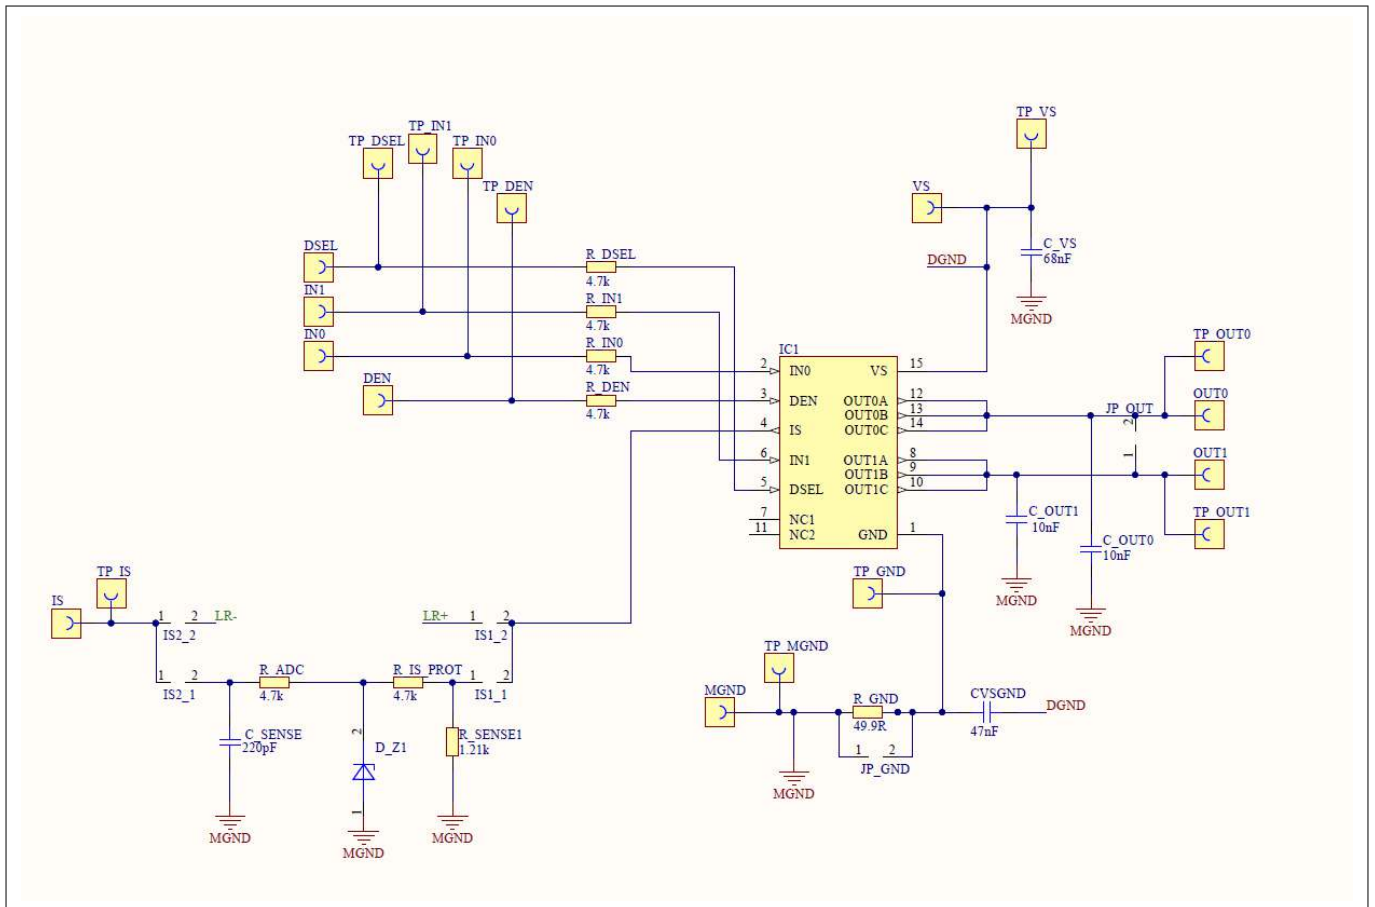 TP_VS
TP_IN1
TP_DSEL
TP_IN0
TP_DEN
VS
DSEL
R_DSEL
C_VS
DGND
68nF
4.7k
IN1
R_IN1
MGND
4.7k
IN0
R_IN0
IC1
TP_OUT0
2 IN0 VS 15
4.7k
DEN
R_DEN
OUT0
3 DEN OUT0A 12
JP_OUT
4.7k
OUT0B 13
4 IS OUT0C 14
2
1
OUT1
6 IN1 OUT1A 8
OUT1B 9
5 DSEL OUT1C 10
C_OUT1
TP_OUT1
7 NC1
10nF
11 NC2 GND 1
C_OUT0
10nF
TP_IS
TP_GND
IS
MGND
1 2 LR-
LR+ 1 2
IS2_2
IS1_2
MGND
TP_MGND
R_ADC
R_IS_PROT
1 2
1 2
4.7k
4.7k
IS2_1
IS1_1
MGND
R_GND
CVSGND
DGND
49.9R
47nF
C_SENSE
220pF
2
D_Z1
R_SENSE1
1.21k
1 2
JP_GND
MGND
1
MGND
MGND
MGND